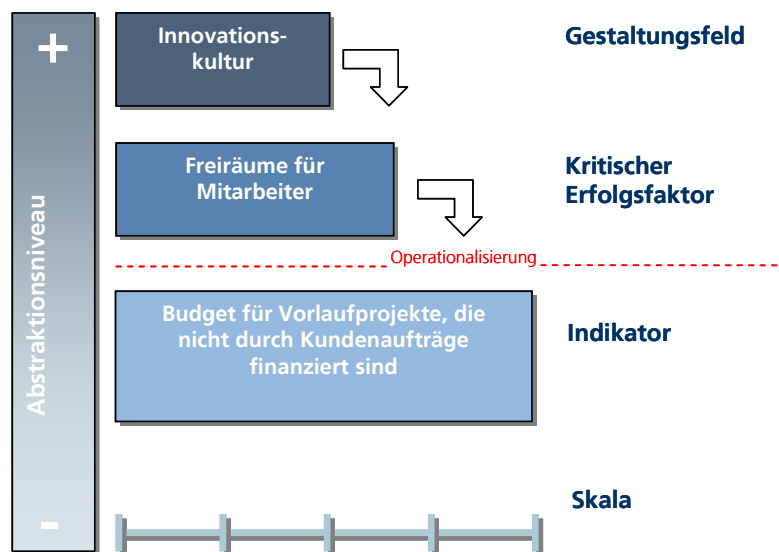 +
Innovations-
kultur
Gestaltungsfeld
Freiräume für
Mitarbeiter
Kritischer
Erfolgsfaktor
Abstraktionsniveau
Operationalisierung
Budget für Vorlaufprojekte, die
nicht durch Kundenaufträge
finanziert sind
Indikator
Skala
-